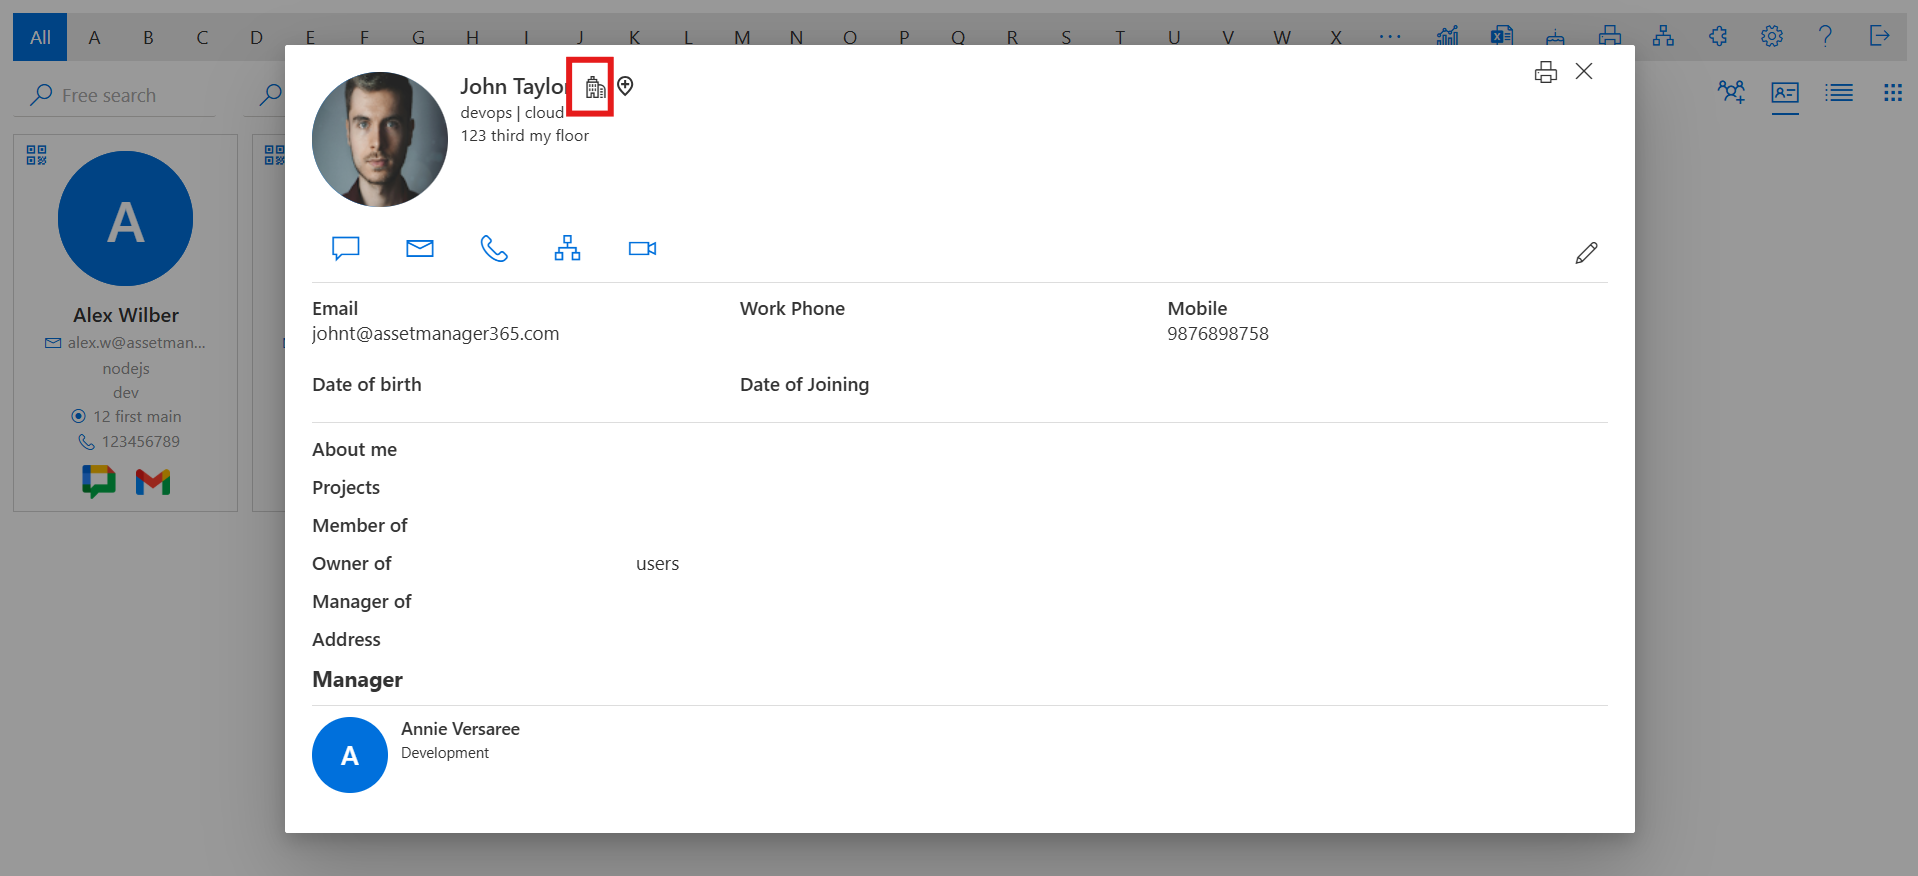 All A B C D E F G H I J K L M N O P Q R S T U V W X ...
Free search
A
Alex Wilber
alex.w@assetman...
nodejs
dev
12 first main
123456789
John Taylor
devops | cloud
123 third my floor
Email Work Phone Mobile
johnt@assetmanager365.com 9876898758
Date of birth Date of Joining
About me
Projects
Member of
Owner of users
Manager of
Address
Manager
A
Annie Versaree
Development